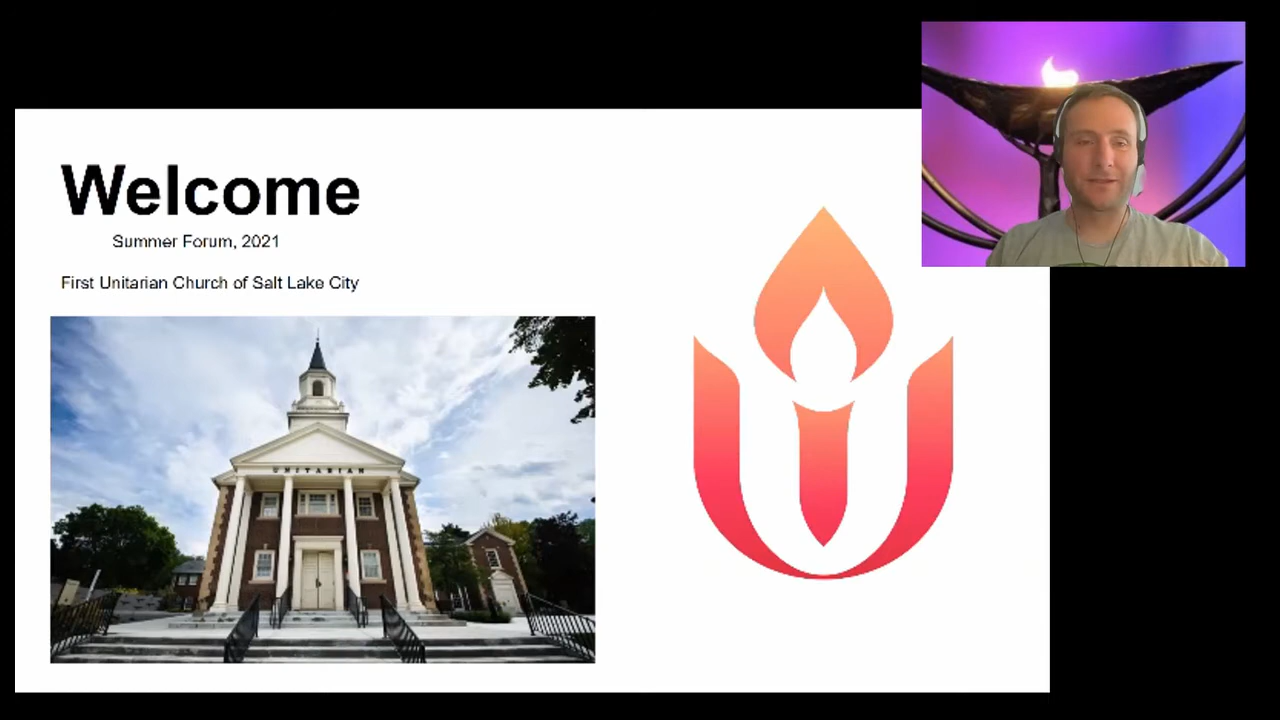 Welcome
Summer Forum, 2021
First Unitarian Church of Salt Lake City
UNITARIAN